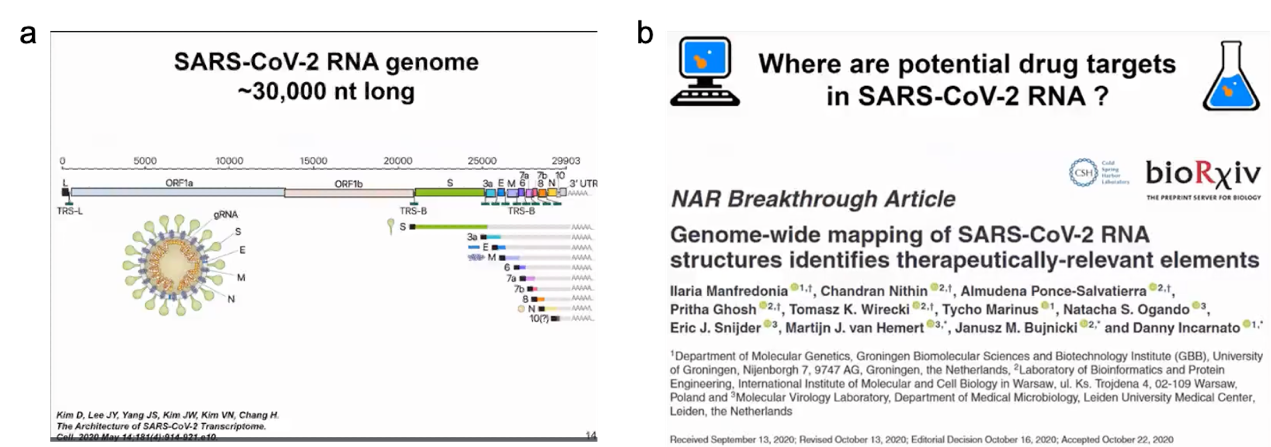 a
SARS-CoV-2 RNA genome
~30,000 nt long
0 5000 10000 15000 20000 25000 29903
L ORF1a ORF1b S 3a E M 6 7a 7b 8 N 10 3' UTR
TRS-L TRS-B TRS-B
gRNA
S
E
M
N
S
3a
E
M
6
7a
7b
8
N
10(?)
Kim D, Lee JY, Yang JS, Kim JW, Kim VN, Chang H.
The Architecture of SARS-CoV-2 Transcriptome.
Cell. 2020 May 14;181(4):914-921.e10.
14
b
Where are potential drug targets
in SARS-CoV-2 RNA ?
CSH Cold
Spring
Harbor
Laboratory
bioRxiv
THE PREPRINT SERVER FOR BIOLOGY
NAR Breakthrough Article
Genome-wide mapping of SARS-CoV-2 RNA
structures identifies therapeutically-relevant elements
Ilaria Manfredonia 1,†, Chandran Nithin 2,†, Almudena Ponce-Salvatierra 2,†,
Pritha Ghosh 2,†, Tomasz K. Wirecki 2,†, Tycho Marinus 1, Natacha S. Ogando 3,
Eric J. Snijder 3, Martijn J. van Hemert 3,*, Janusz M. Bujnicki 2,* and Danny Incarnato 1,*
1Department of Molecular Genetics, Groningen Biomolecular Sciences and Biotechnology Institute (GBB), University
of Groningen, Nijenborgh 7, 9747 AG, Groningen, the Netherlands, 2Laboratory of Bioinformatics and Protein
Engineering, International Institute of Molecular and Cell Biology in Warsaw, ul. Ks. Trojdena 4, 02-109 Warsaw,
Poland and 3Molecular Virology Laboratory, Department of Medical Microbiology, Leiden University Medical Center,
Leiden, the Netherlands
Received September 13, 2020; Revised October 13, 2020; Editorial Decision October 16, 2020; Accepted October 22, 2020